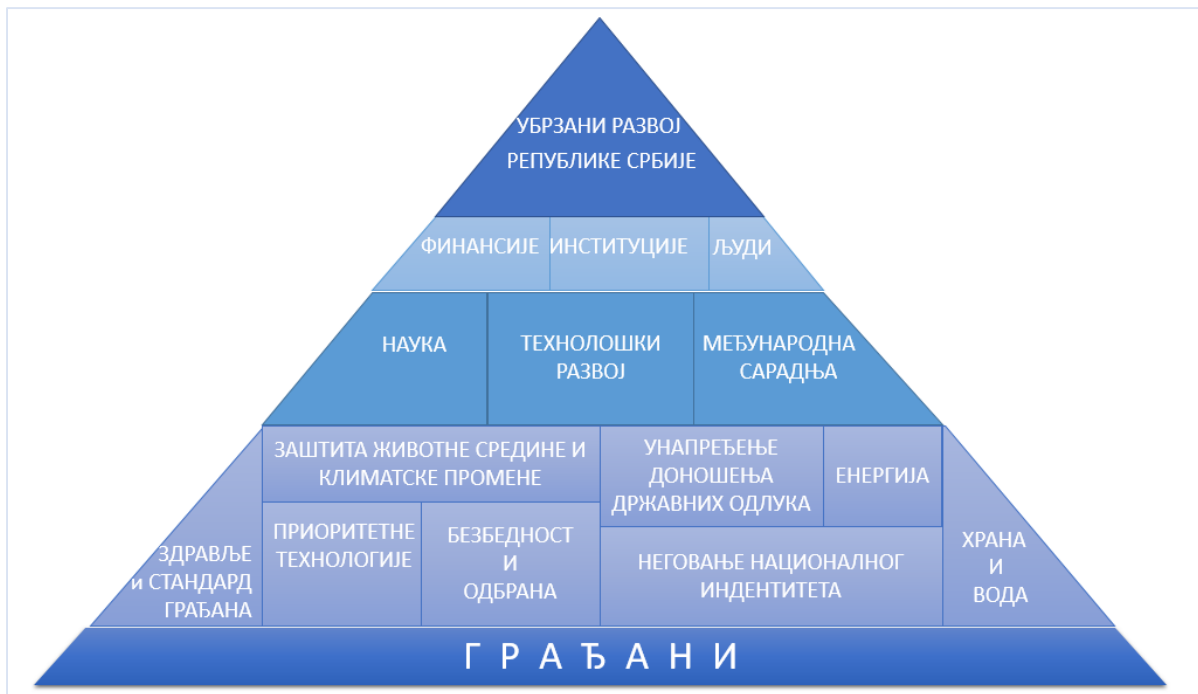 УБРЗАНИ РАЗВОЈ
РЕПУБЛИКЕ СРБИЈЕ
ФИНАНСИЈЕ
ИНСТИТУЦИЈЕ
ЉУДИ
НАУКА
ТЕХНОЛОШКИ
РАЗВОЈ
МЕЂУНАРОДНА
САРАДЊА
ЗАШТИТА ЖИВОТНЕ СРЕДИНЕ И
КЛИМАТСКЕ ПРОМЕНЕ
УНАПРЕЂЕЊЕ
ДОНОШЕЊА
ДРЖАВНИХ ОДЛУКА
ЕНЕРГИЈА
ЗДРАВЉЕ
и СТАНДАРД
ГРАЂАНА
ПРИОРИТЕТНЕ
ТЕХНОЛОГИЈЕ
БЕЗБЕДНОСТ
И
ОДБРАНА
НЕГОВАЊЕ НАЦИОНАЛНОГ
ИНДЕНТИТЕТА
ХРАНА
И
ВОДА
ГРАЂАНИ